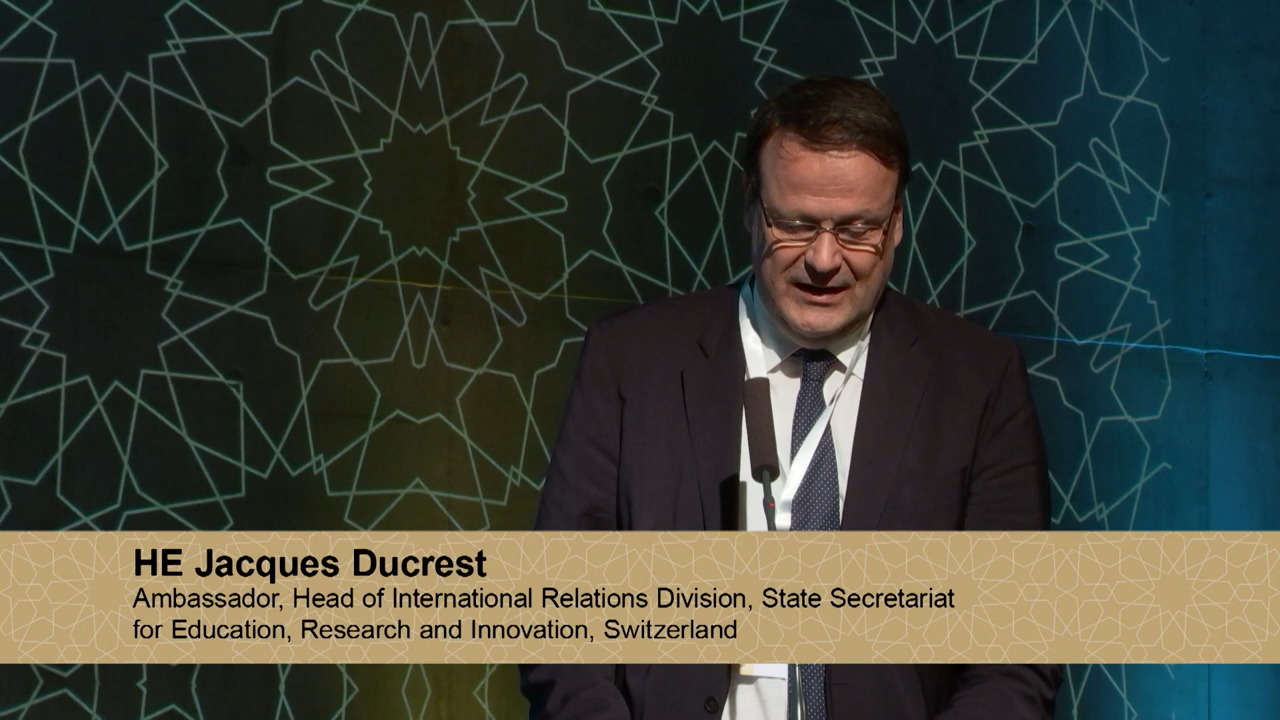 HE Jacques Ducrest
Ambassador, Head of International Relations Division, State Secretariat
for Education, Research and Innovation, Switzerland